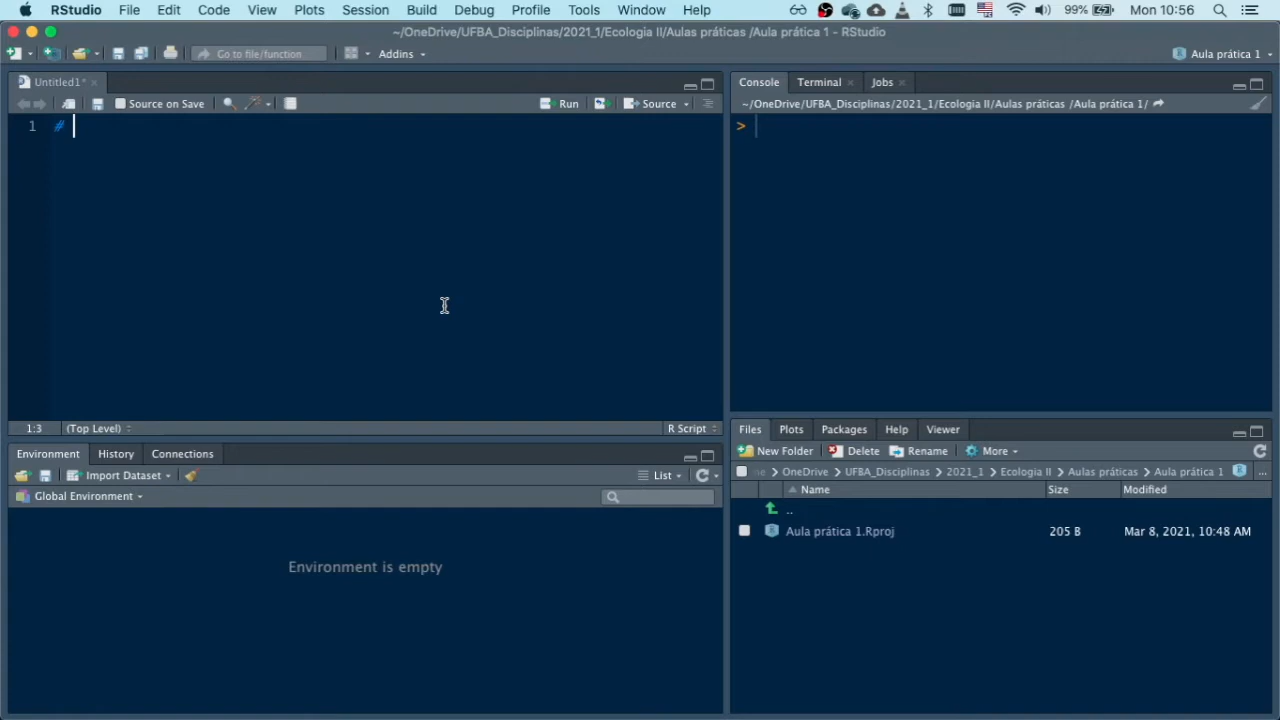 RStudio File Edit Code View Plots Session Build Debug Profile Tools Window Help 99% Mon 10:56
~/OneDrive/UFBA_Disciplinas/2021_1/Ecologia II/Aulas práticas /Aula prática 1 - RStudio
Go to file/function Addins Aula prática 1
Untitled1*
Source on Save Run Source
1 #
1:3 (Top Level) R Script
Console Terminal Jobs
~/OneDrive/UFBA_Disciplinas/2021_1/Ecologia II/Aulas práticas /Aula prática 1/
>
Environment History Connections
Import Dataset List
Global Environment
Environment is empty
Files Plots Packages Help Viewer
New Folder Delete Rename More
OneDrive UFBA_Disciplinas 2021_1 Ecologia II Aulas práticas Aula prática 1 ...
Name Size Modified
..
Aula prática 1.Rproj 205 B Mar 8, 2021, 10:48 AM